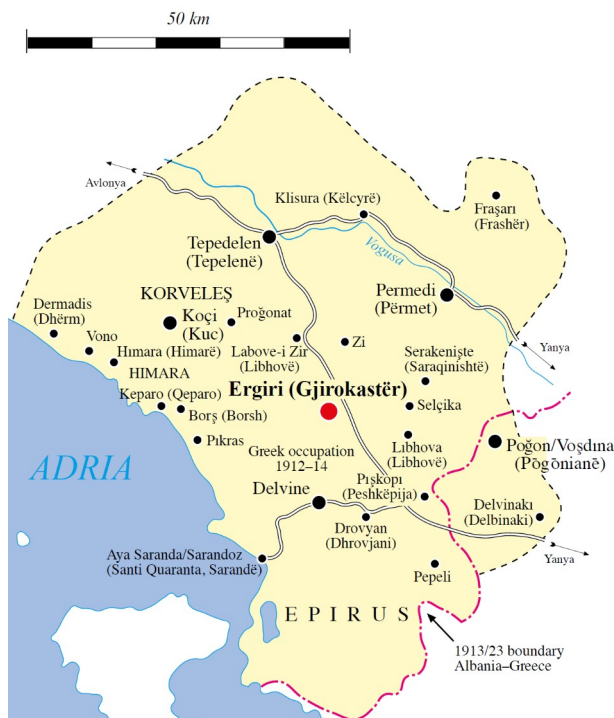 50 km
Avlonya
Klisura (Këlcyrë)
Fraşarı
(Frashër)
Tepedelen
(Tepelenë)
Vogusa
Permedi
(Përmet)
KORVELEŞ
Koçi
(Kuc)
Proğonat
Dermadis
(Dhërm)
Vono
Hımara (Himarë)
HIMARA
Labove-i Zir
(Libhovë)
Zi
Yanya
Serakenişte
(Saraqinishtë)
Ergiri (Gjirokastër)
Keparo (Qeparo)
Borş (Borsh)
Selçika
Pıkras
Greek occupation
1912–14
Lıbhova
(Libhovë)
Poğon/Voşdına
(Pōgōnianē)
ADRIA
Delvine
Pışkopı
(Peshkëpija)
Delvinakı
(Delbinaki)
Drovyan
(Dhrovjani)
Aya Saranda/Sarandoz
(Santi Quaranta, Sarandë)
Yanya
Pepeli
EPIRUS
1913/23 boundary
Albania–Greece